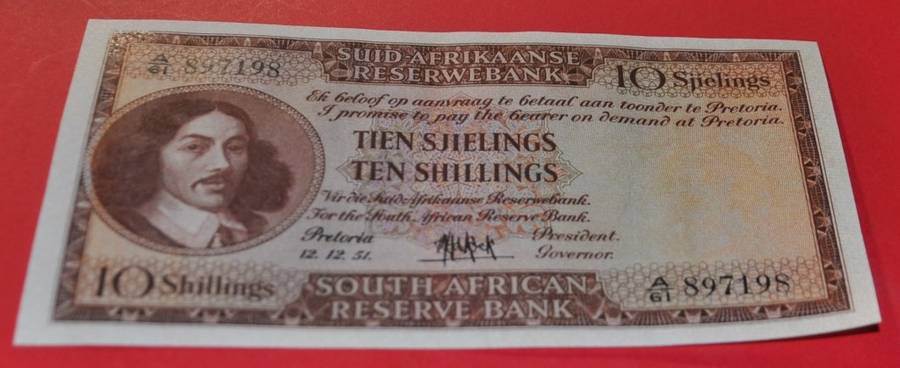 SUID-AFRIKAANSE
RESERWEBANK
A/61 897198
10 Sjielings
Ek beloof op aanvraag te betaal aan toonder te Pretoria.
I promise to pay the bearer on demand at Pretoria.
TIEN SJIELINGS
TEN SHILLINGS
Vir die Suid-Afrikaanse Reserwebank.
For the South African Reserve Bank.
Pretoria
12.12.51.
President.
Governor.
10 Shillings
SOUTH AFRICAN
RESERVE BANK
A/61 897198